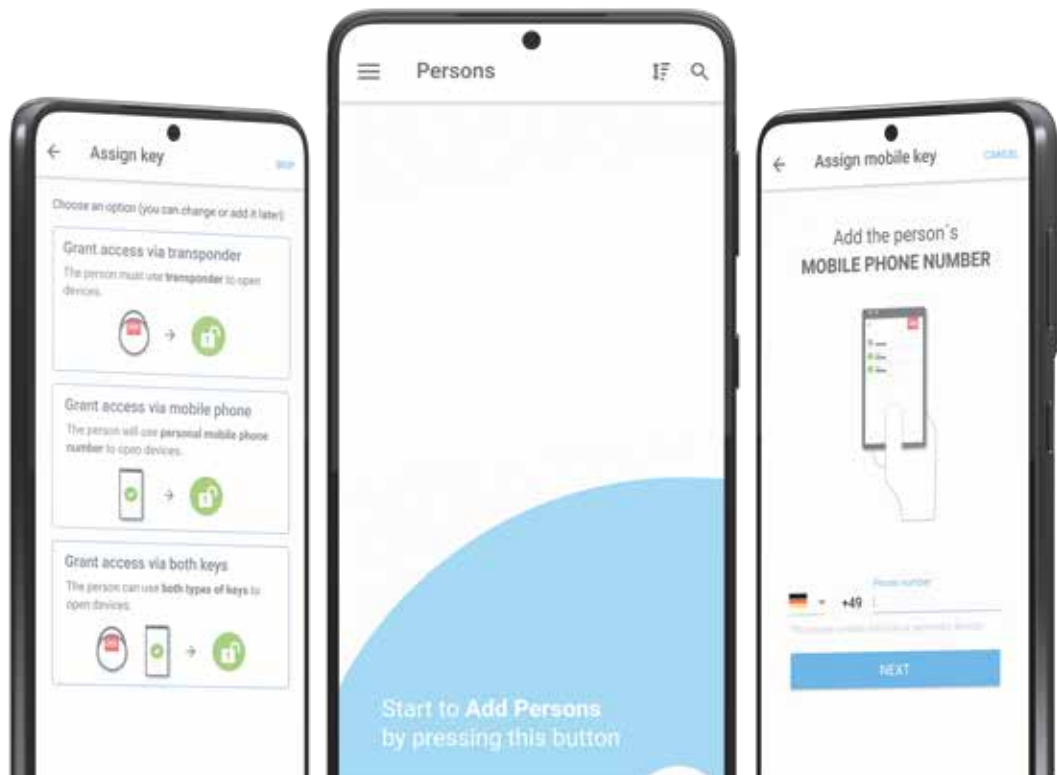 Assign key
SKIP
Choose an option (you can change or add it later)
Grant access via transponder
The person must use transponder to open
devices.
Grant access via mobile phone
The person will use personal mobile phone
number to open devices.
Grant access via both keys
The person can use both types of keys to
open devices.
Persons
Start to Add Persons
by pressing this button
Assign mobile key
CANCEL
Add the person´s
MOBILE PHONE NUMBER
Phone number
+49
NEXT